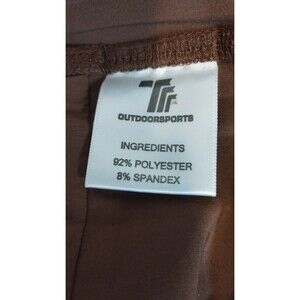 OUTDOORSPORTS
INGREDIENTS
92% POLYESTER
8% SPANDEX